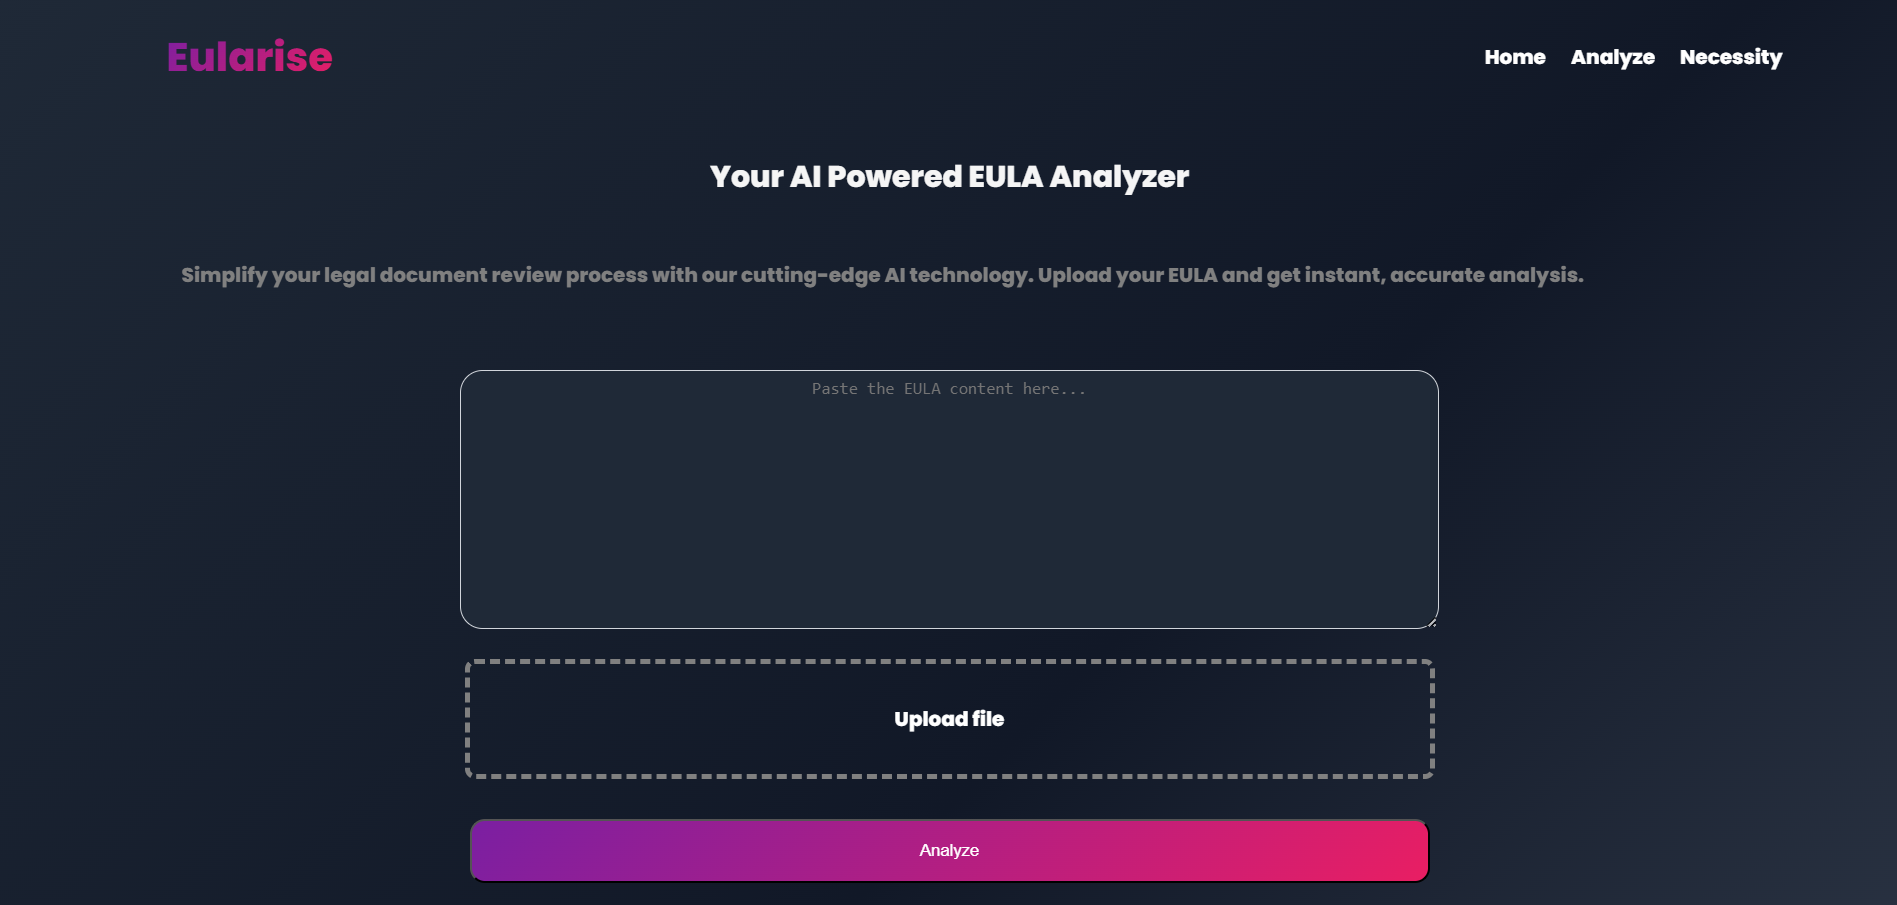 Eularise
Home Analyze Necessity
Your AI Powered EULA Analyzer
Simplify your legal document review process with our cutting-edge AI technology. Upload your EULA and get instant, accurate analysis.
Paste the EULA content here...
Upload file
Analyze